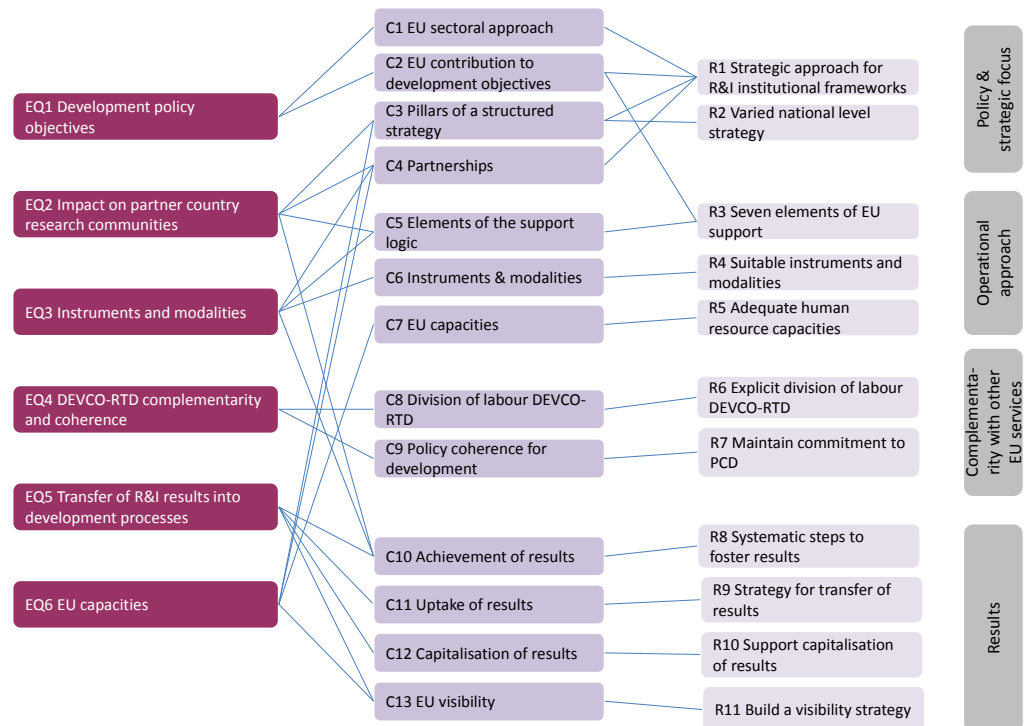 EQ1 Development policy
objectives
EQ2 Impact on partner country
research communities
EQ3 Instruments and modalities
EQ4 DEVCO-RTD complementarity
and coherence
EQ5 Transfer of R&I results into
development processes
EQ6 EU capacities
C1 EU sectoral approach
C2 EU contribution to
development objectives
C3 Pillars of a structured
strategy
C4 Partnerships
C5 Elements of the support
logic
C6 Instruments & modalities
C7 EU capacities
C8 Division of labour DEVCO-
RTD
C9 Policy coherence for
development
C10 Achievement of results
C11 Uptake of results
C12 Capitalisation of results
C13 EU visibility
R1 Strategic approach for
R&I institutional frameworks
R2 Varied national level
strategy
R3 Seven elements of EU
support
R4 Suitable instruments and
modalities
R5 Adequate human
resource capacities
R6 Explicit division of labour
DEVCO-RTD
R7 Maintain commitment to
PCD
R8 Systematic steps to
foster results
R9 Strategy for transfer of
results
R10 Support capitalisation
of results
R11 Build a visibility strategy
Policy &
strategic focus
Operational
approach
Complementa-
rity with other
EU services
Results